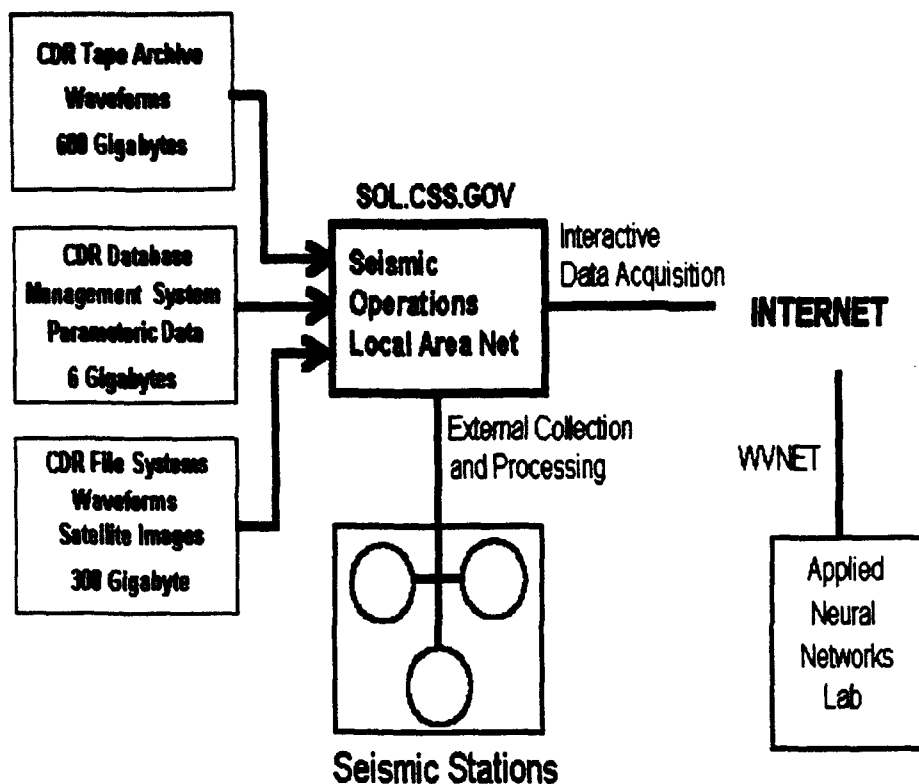 CDR Tape Archive
Waveforms
600 Gigabytes
CDR Database
Management System
Parameteric Data
6 Gigabytes
CDR File Systems
Waveforms
Satellite Images
300 Gigabyte
SOL.CSS.GOV
Seismic
Operations
Local Area Net
Interactive
Data Acquisition
INTERNET
External Collection
and Processing
WVNET
Applied
Neural
Networks
Lab
Seismic Stations